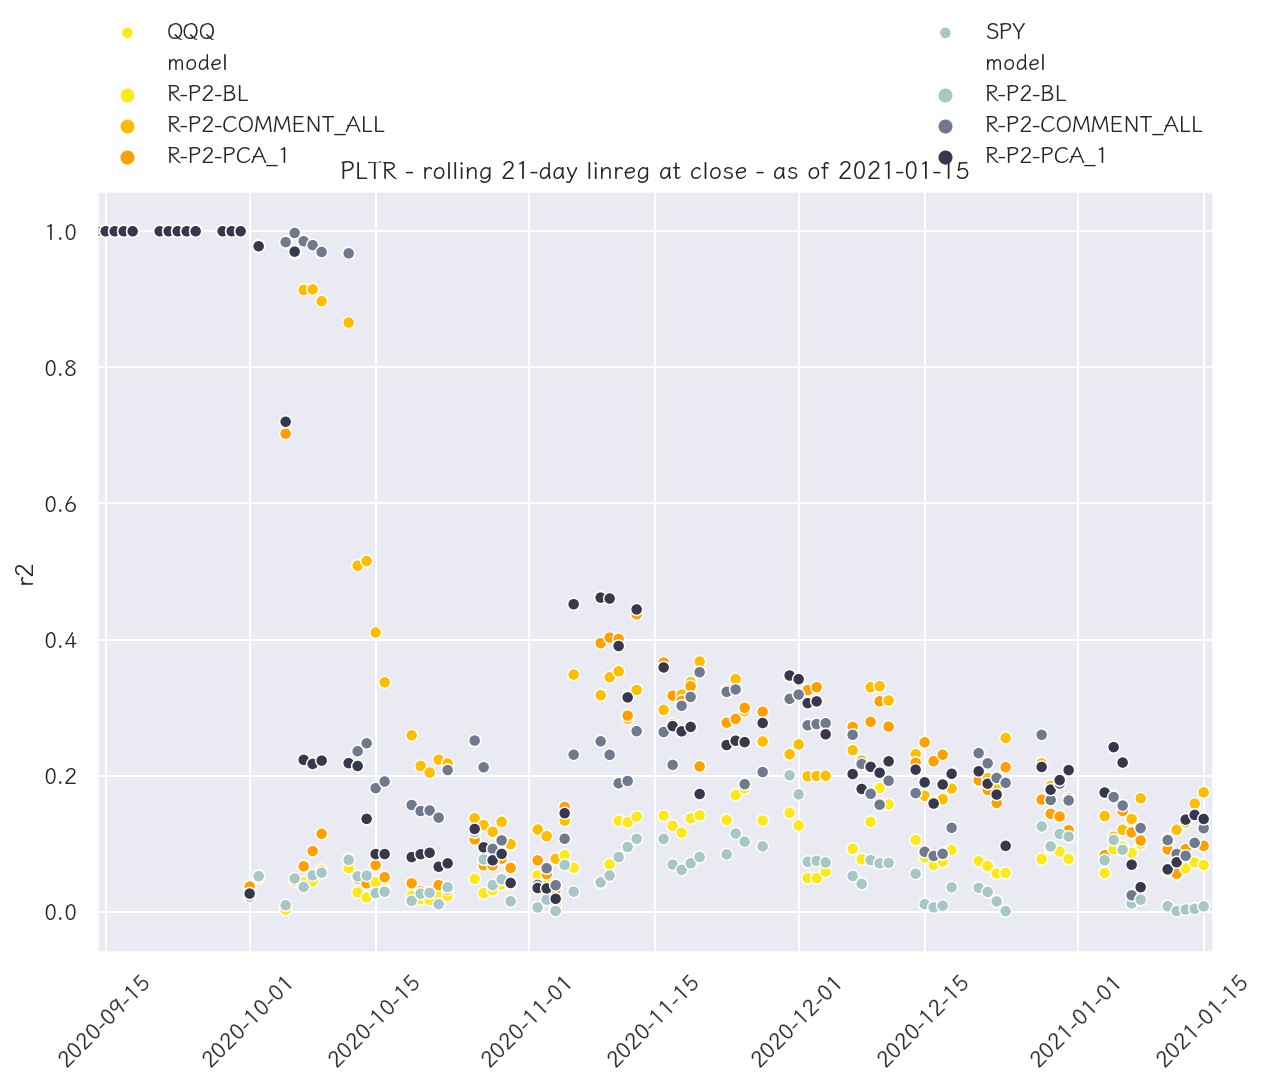 QQQ
model
R-P2-BL
R-P2-COMMENT_ALL
R-P2-PCA_1
SPY
model
R-P2-BL
R-P2-COMMENT_ALL
R-P2-PCA_1
PLTR - rolling 21-day linreg at close - as of 2021-01-15
1.0
0.8
0.6
0.4
0.2
0.0
r2
2020-09-15
2020-10-01
2020-10-15
2020-11-01
2020-11-15
2020-12-01
2020-12-15
2021-01-01
2021-01-15